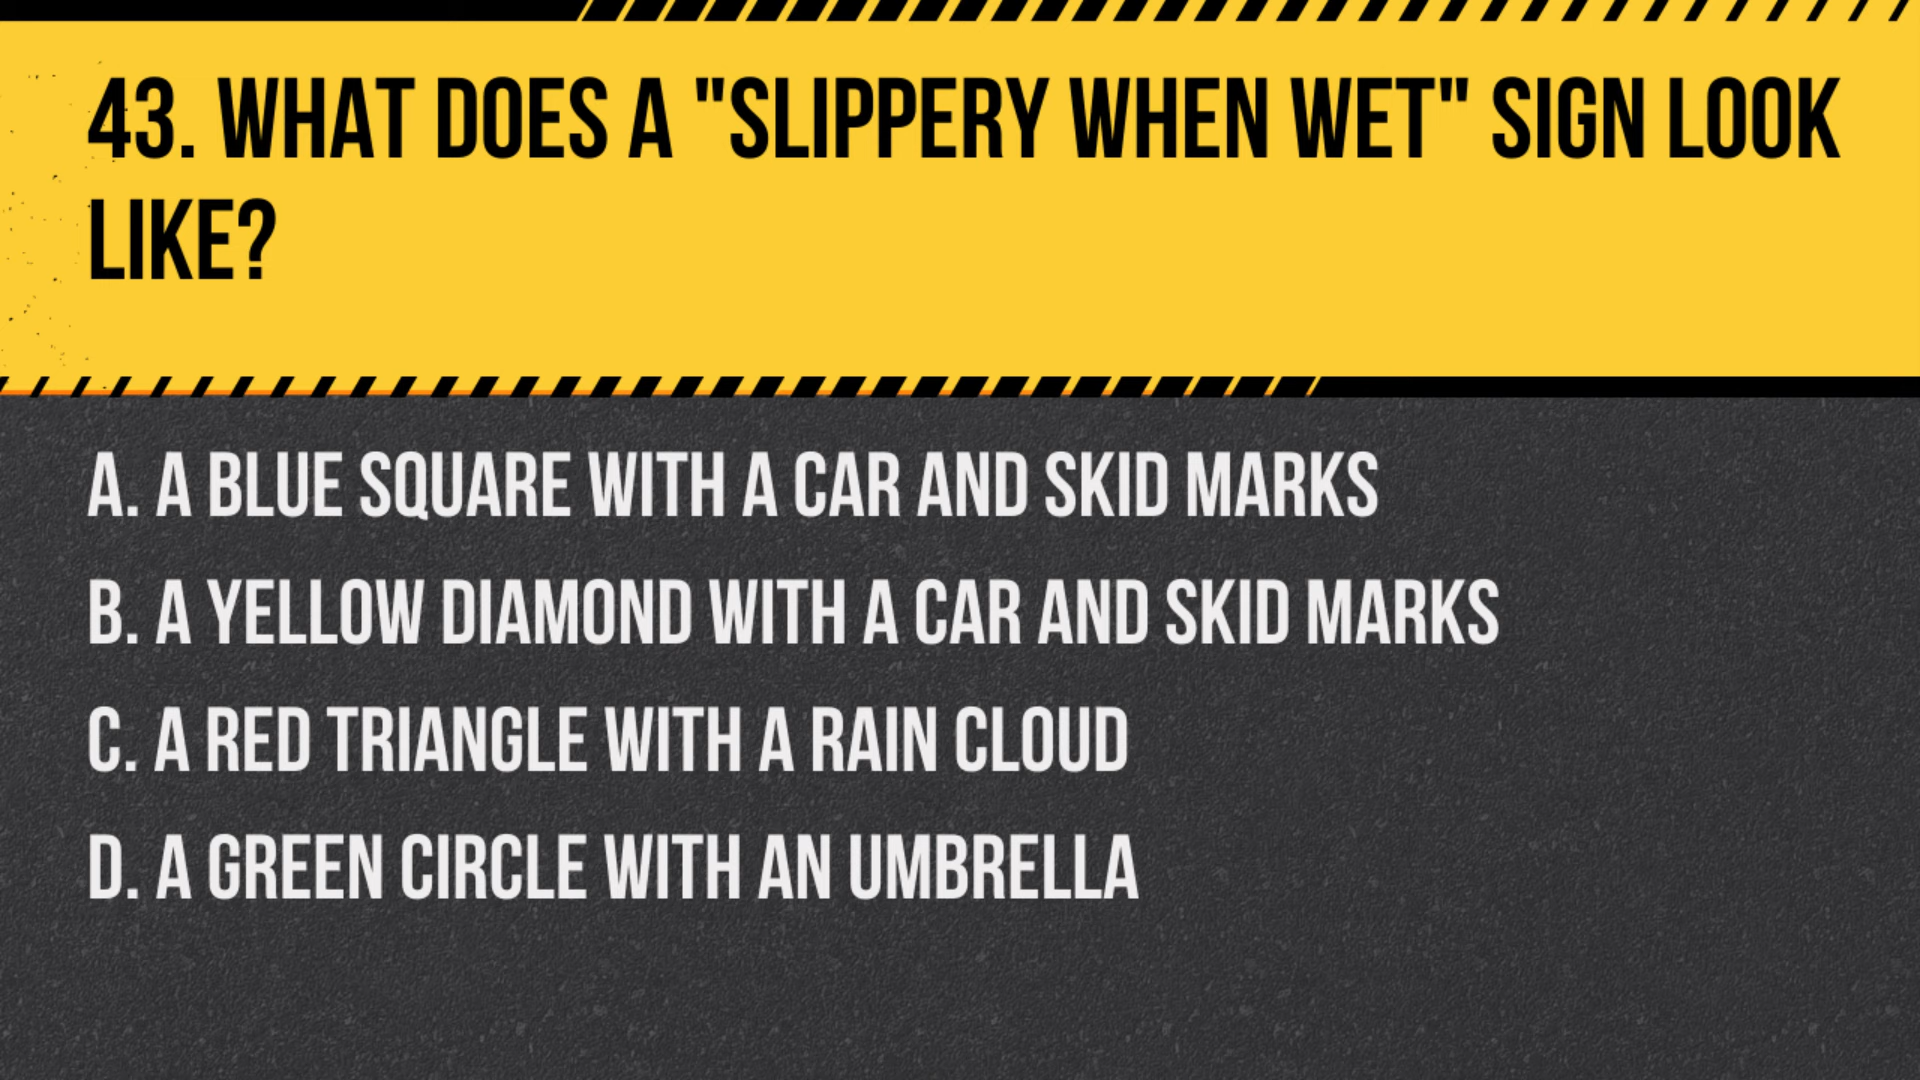 43. WHAT DOES A "SLIPPERY WHEN WET" SIGN LOOK
LIKE?
A. A BLUE SQUARE WITH A CAR AND SKID MARKS
B. A YELLOW DIAMOND WITH A CAR AND SKID MARKS
C. A RED TRIANGLE WITH A RAIN CLOUD
D. A GREEN CIRCLE WITH AN UMBRELLA